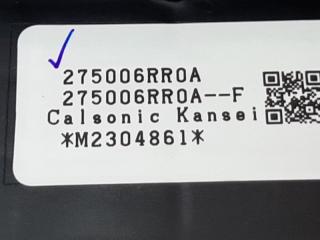 275006RR0A
275006RR0A--F
Calsonic Kansei
*M2304861*